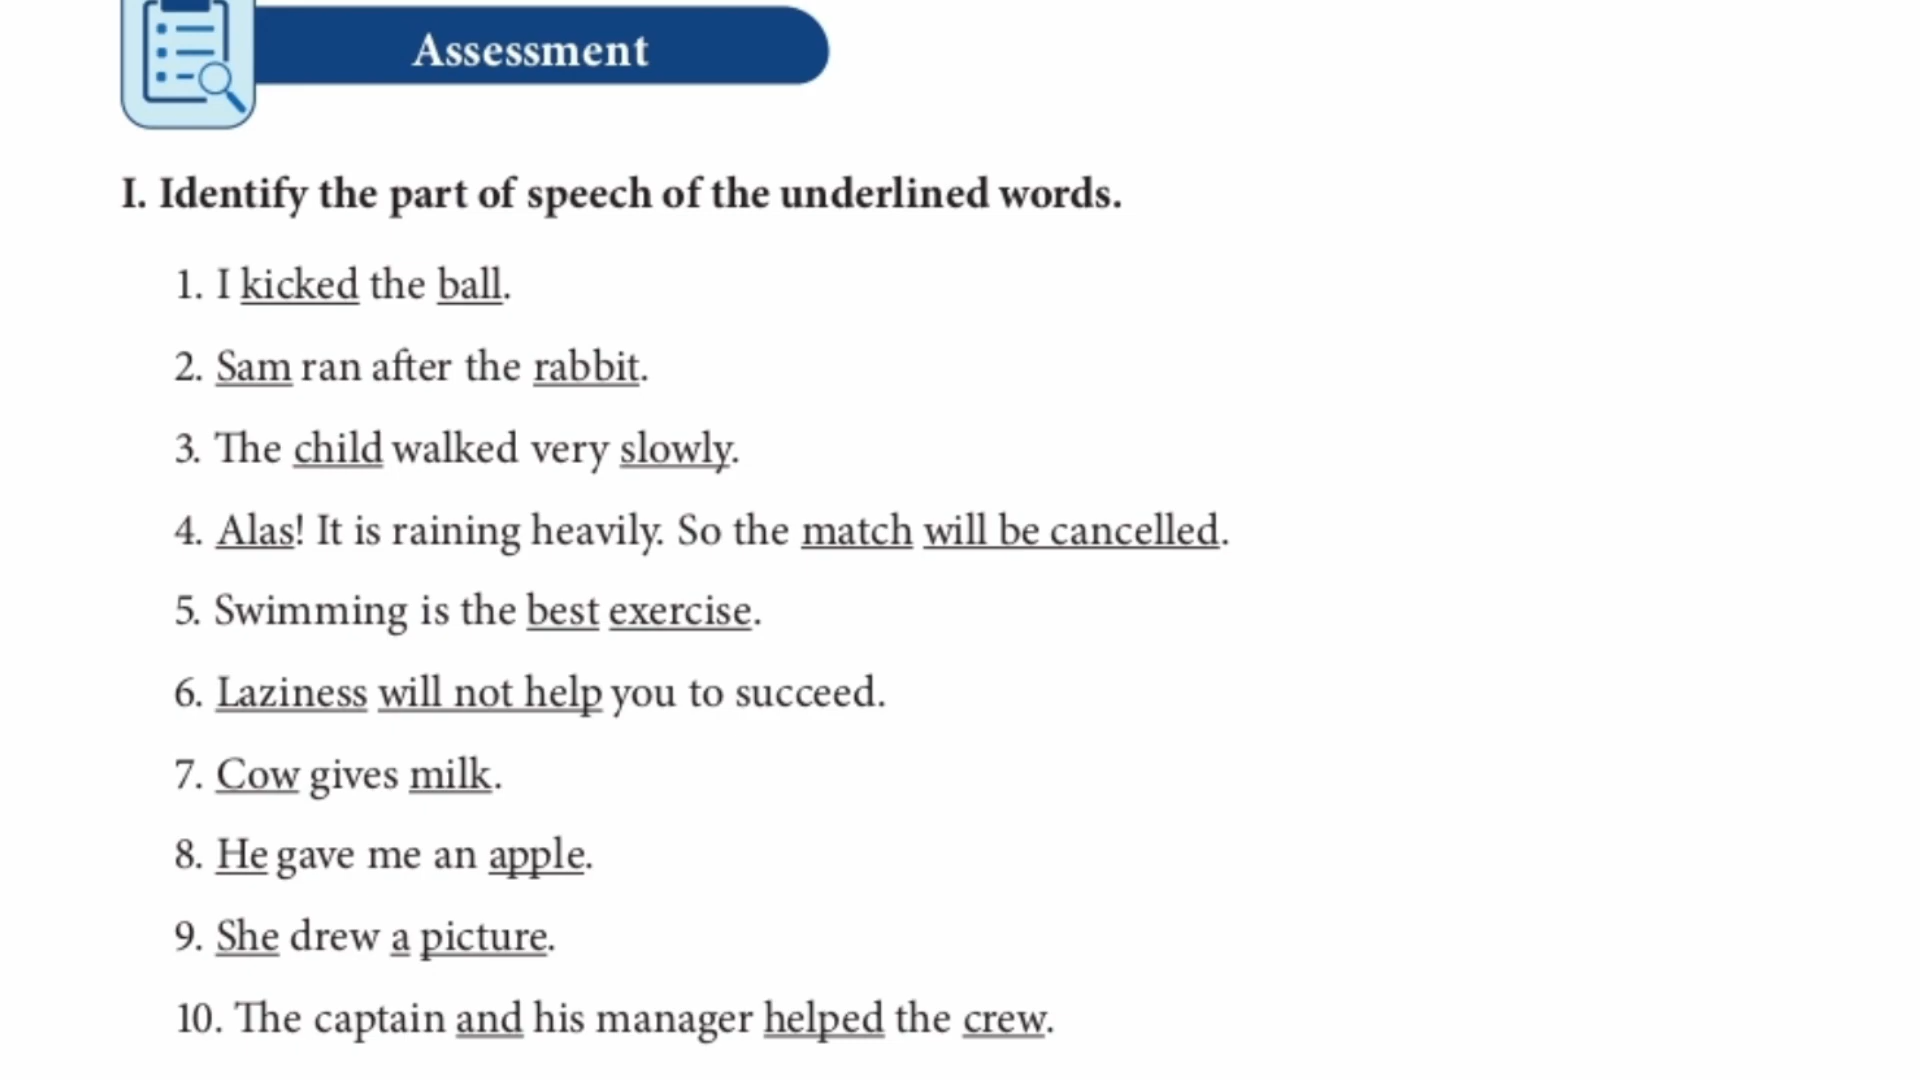 Assessment
I. Identify the part of speech of the underlined words.
1. I kicked the ball.
2. Sam ran after the rabbit.
3. The child walked very slowly.
4. Alas! It is raining heavily. So the match will be cancelled.
5. Swimming is the best exercise.
6. Laziness will not help you to succeed.
7. Cow gives milk.
8. He gave me an apple.
9. She drew a picture.
10. The captain and his manager helped the crew.